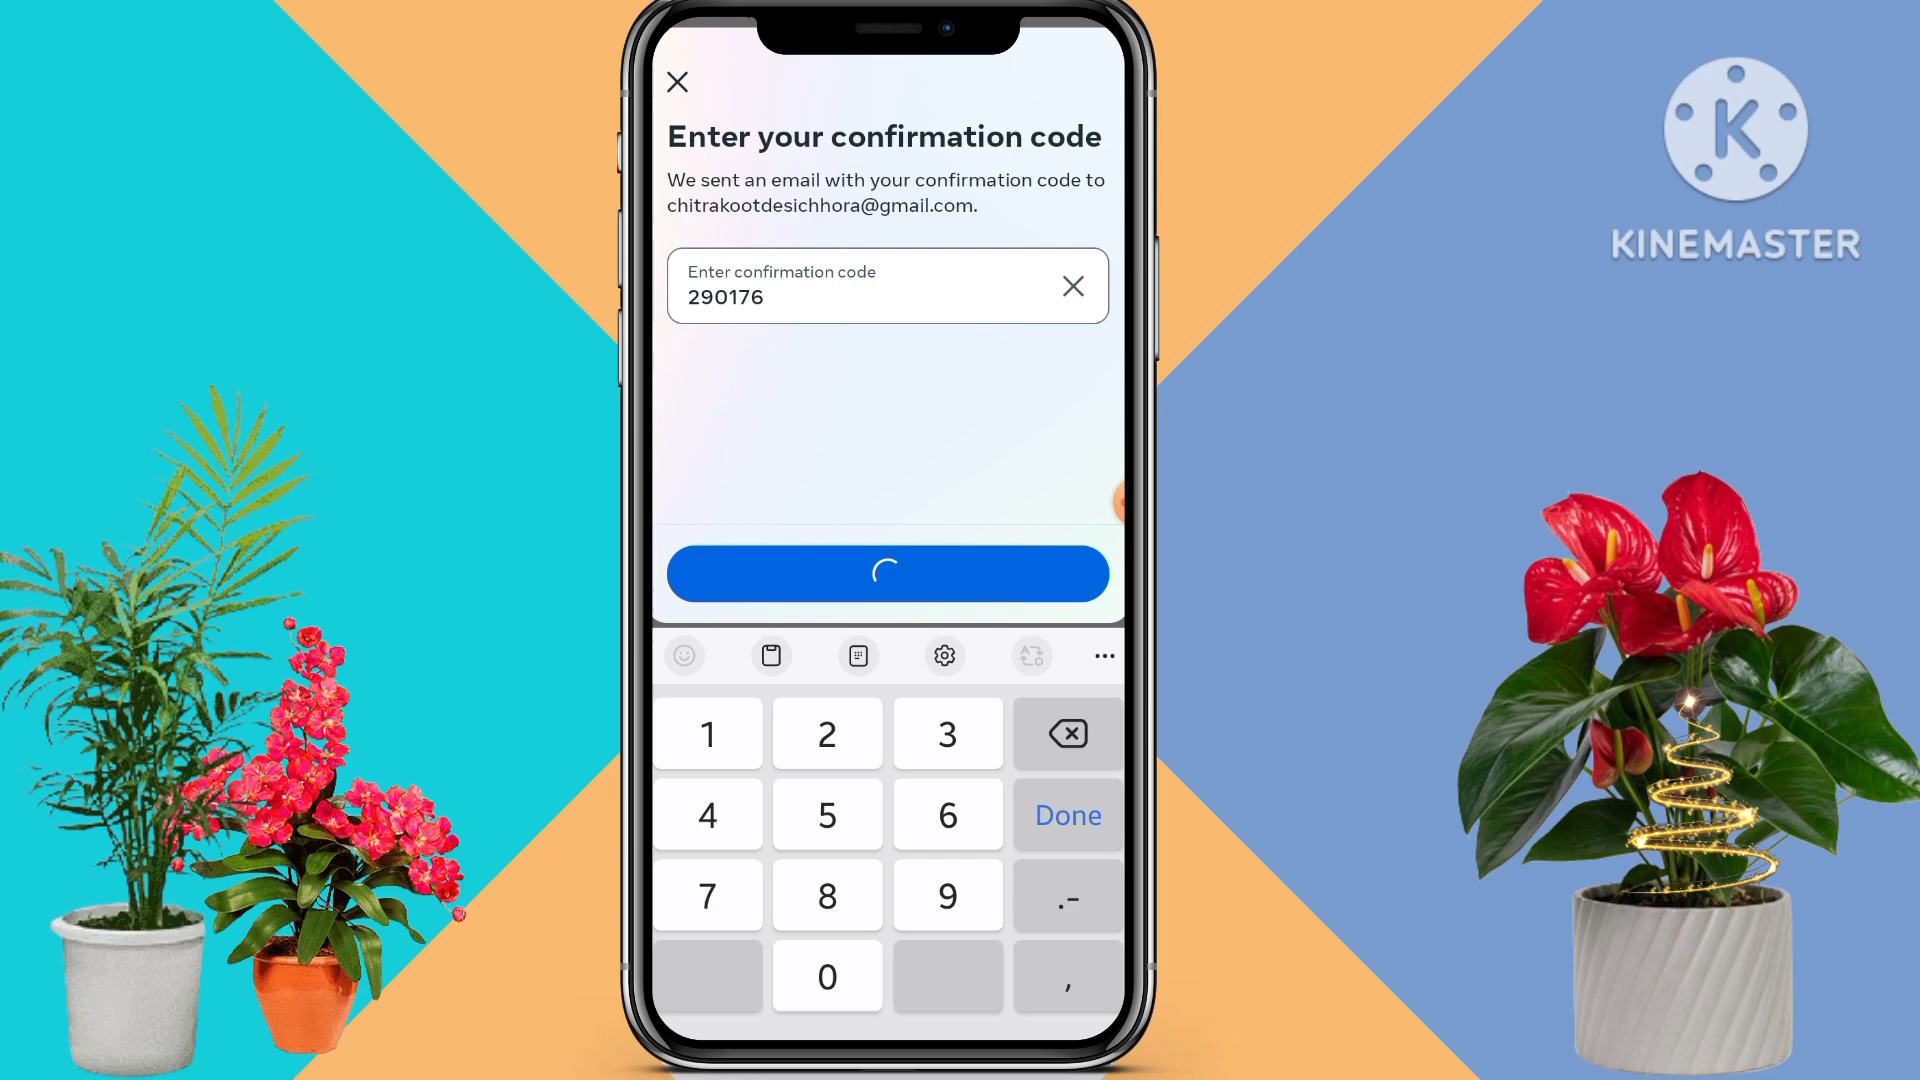 K
KINEMASTER
Enter your confirmation code
We sent an email with your confirmation code to
chitrakootdesichhora@gmail.com.
Enter confirmation code
290176
1 2 3
4 5 6 Done
7 8 9 .-
0 ,